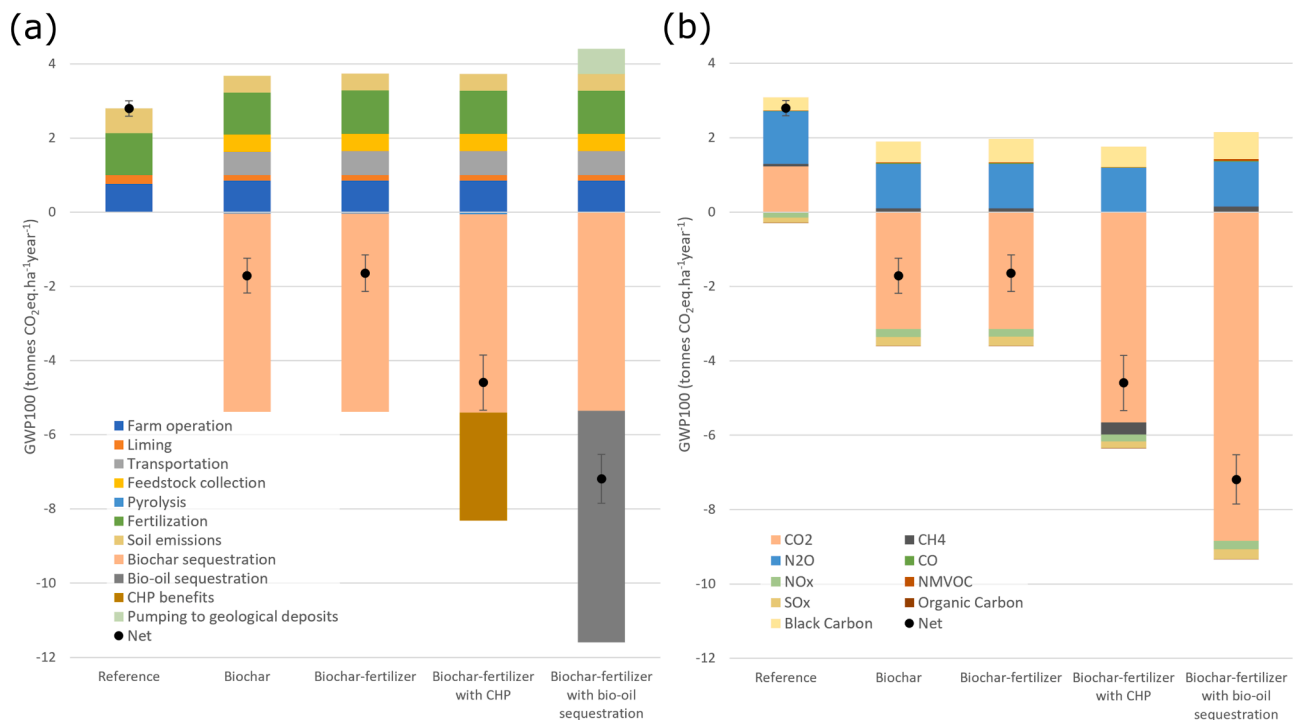 (a)
GWP100 (tonnes CO₂eq.ha⁻¹year⁻¹)
4
2
0
-2
-4
-6
-8
-10
-12
Farm operation
Liming
Transportation
Feedstock collection
Pyrolysis
Fertilization
Soil emissions
Biochar sequestration
Bio-oil sequestration
CHP benefits
Pumping to geological deposits
Net
Reference
Biochar
Biochar-fertilizer
Biochar-fertilizer
with CHP
Biochar-fertilizer
with bio-oil
sequestration
(b)
GWP100 (tonnes CO₂eq.ha⁻¹year⁻¹)
4
2
0
-2
-4
-6
-8
-10
-12
CO2 CH4
N2O CO
NOx NMVOC
SOx Organic Carbon
Black Carbon Net
Reference
Biochar
Biochar-fertilizer
Biochar-fertilizer
with CHP
Biochar-fertilizer
with bio-oil
sequestration